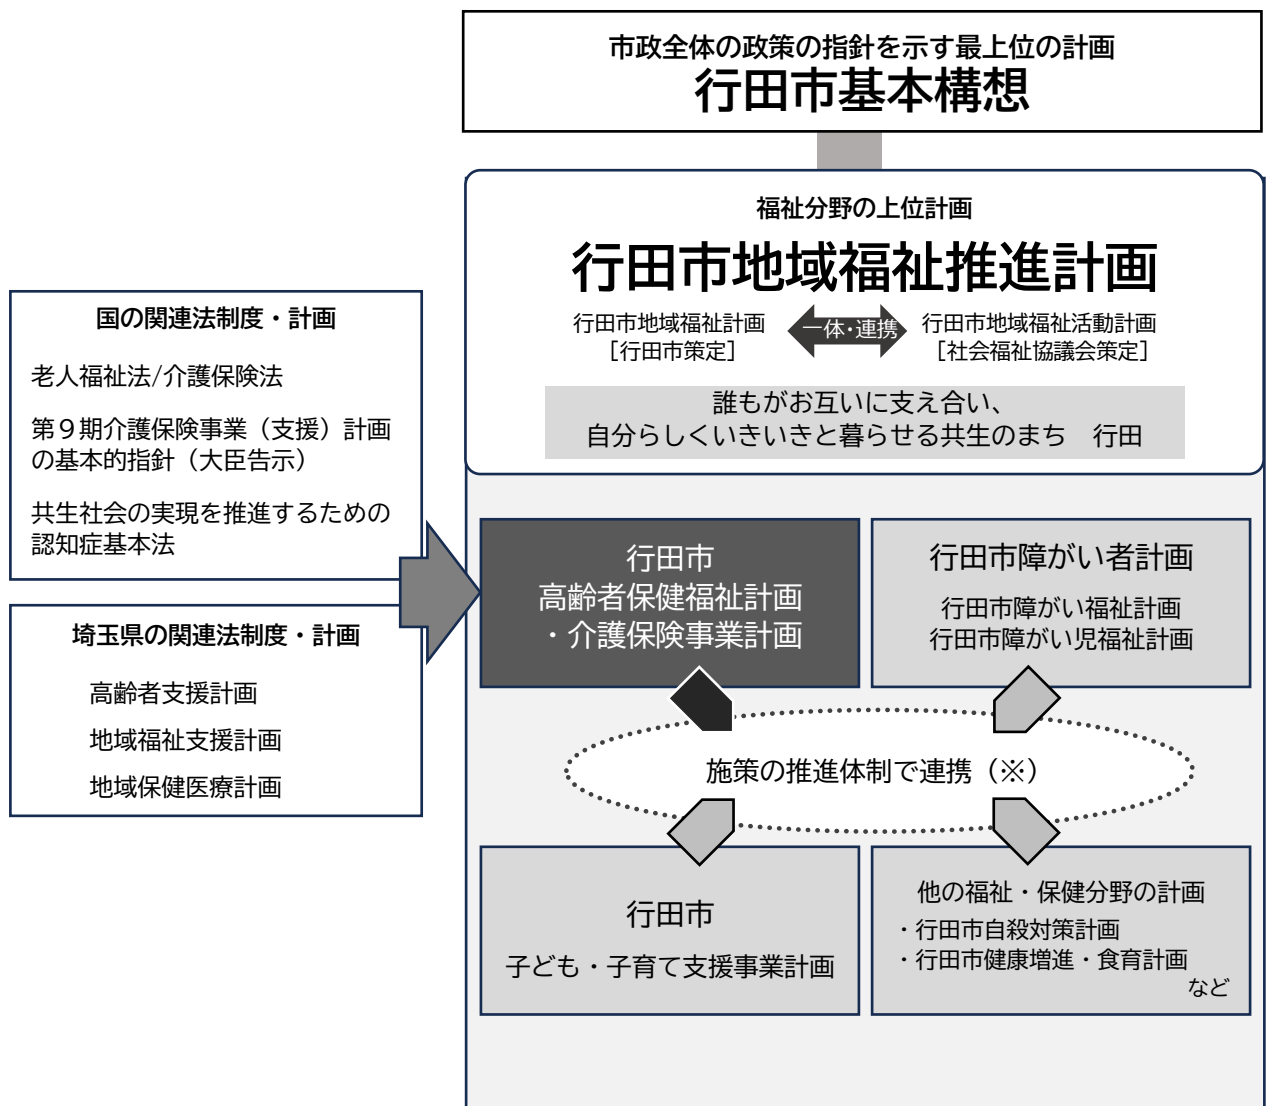 市政全体の政策の指針を示す最上位の計画
行田市基本構想
福祉分野の上位計画
行田市地域福祉推進計画
行田市地域福祉計画
［行田市策定］
一体・連携
行田市地域福祉活動計画
［社会福祉協議会策定］
誰もがお互いに支え合い、
自分らしくいきいきと暮らせる共生のまち　行田
国の関連法制度・計画
老人福祉法/介護保険法
第９期介護保険事業（支援）計画
の基本的指針（大臣告示）
共生社会の実現を推進するための
認知症基本法
埼玉県の関連法制度・計画
高齢者支援計画
地域福祉支援計画
地域保健医療計画
行田市
高齢者保健福祉計画
・介護保険事業計画
行田市障がい者計画
行田市障がい福祉計画
行田市障がい児福祉計画
施策の推進体制で連携（※）
行田市
子ども・子育て支援事業計画
他の福祉・保健分野の計画
・行田市自殺対策計画
・行田市健康増進・食育計画
など